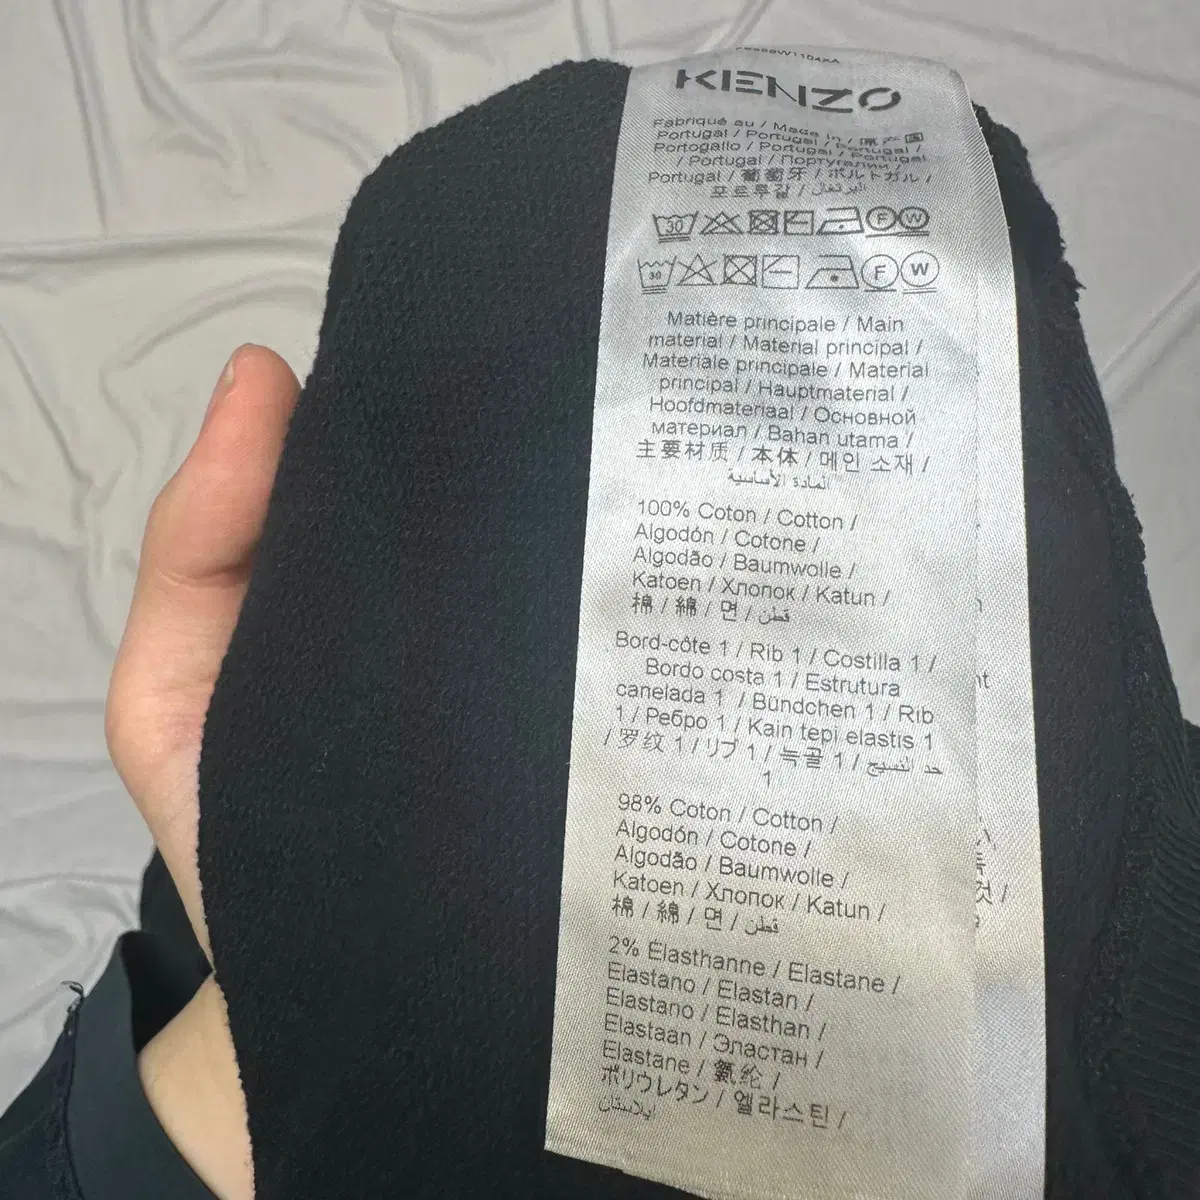 KENZO
Fabriqué au / Made in / 原产国
Portugal / Portugal / Portugal /
Portogallo / Portugal / Portugal
/ Portugal / Португалии /
Portugal / 葡萄牙 / ポルトガル /
포르투갈 / البرتغال
30 F W
30 F W
Matière principale / Main
material / Material principal /
Materiale principale / Material
principal / Hauptmaterial /
Hoofdmateriaal / Основной
материал / Bahan utama /
主要材质 / 本体 / 메인 소재 /
المادة الأساسية
100% Coton / Cotton /
Algodón / Cotone /
Algodão / Baumwolle /
Katoen / Хлопок / Katun /
棉 / 綿 / 면 / قطن
Bord-côte 1 / Rib 1 / Costilla 1 /
Bordo costa 1 / Estrutura
canelada 1 / Bündchen 1 / Rib
1 / Ребро 1 / Kain tepi elastis 1
/ 罗纹 1 / リブ 1 / 늑골 1 /
1
98% Coton / Cotton /
Algodón / Cotone /
Algodão / Baumwolle /
Katoen / Хлопок / Katun /
棉 / 綿 / 면 / قطن
2% Élasthanne / Elastane /
Elastano / Elastan /
Elastano / Elasthan /
Elastaan / Эластан /
Elastane / 氨纶 /
ポリウレタン / 엘라스틴 /
إيلاستان